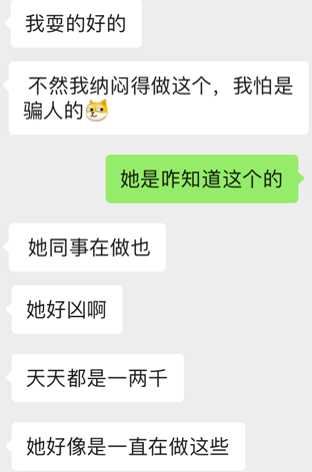 我耍的好的
不然我纳闷得做这个，我怕是
骗人的
她是咋知道这个的
她同事在做也
她好凶啊
天天都是一两千
她好像是一直在做这些